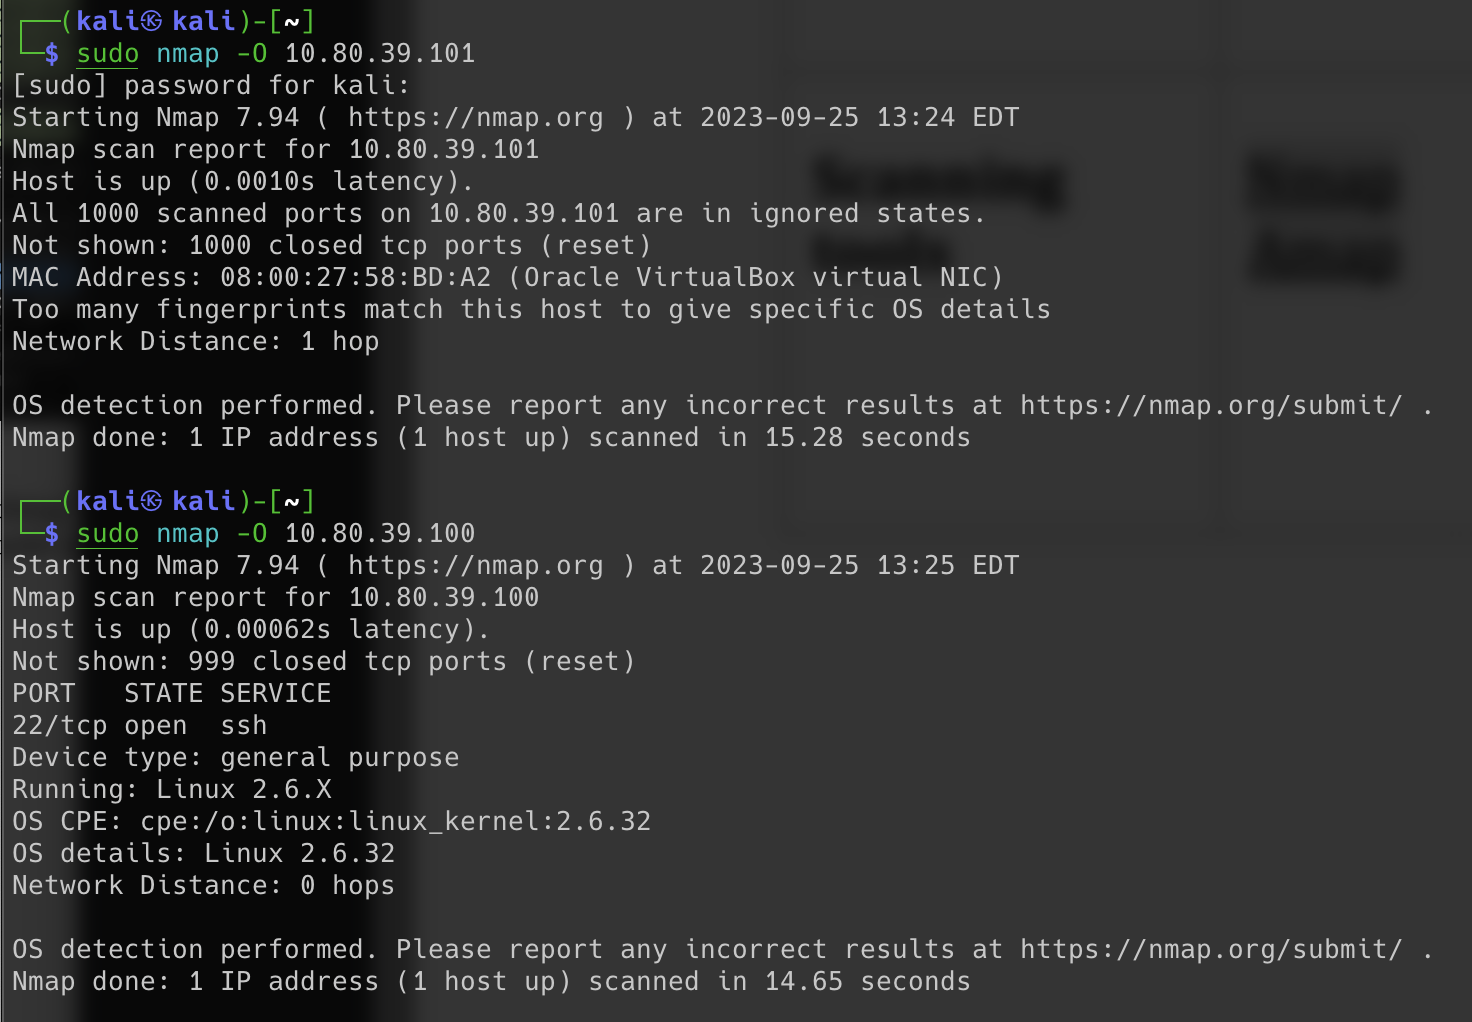 ┌──(kali㉿kali)-[~]
└─$ sudo nmap -O 10.80.39.101
[sudo] password for kali:
Starting Nmap 7.94 ( https://nmap.org ) at 2023-09-25 13:24 EDT
Nmap scan report for 10.80.39.101
Host is up (0.0010s latency).
All 1000 scanned ports on 10.80.39.101 are in ignored states.
Not shown: 1000 closed tcp ports (reset)
MAC Address: 08:00:27:58:BD:A2 (Oracle VirtualBox virtual NIC)
Too many fingerprints match this host to give specific OS details
Network Distance: 1 hop
OS detection performed. Please report any incorrect results at https://nmap.org/submit/ .
Nmap done: 1 IP address (1 host up) scanned in 15.28 seconds
┌──(kali㉿kali)-[~]
└─$ sudo nmap -O 10.80.39.100
Starting Nmap 7.94 ( https://nmap.org ) at 2023-09-25 13:25 EDT
Nmap scan report for 10.80.39.100
Host is up (0.00062s latency).
Not shown: 999 closed tcp ports (reset)
PORT   STATE SERVICE
22/tcp open  ssh
Device type: general purpose
Running: Linux 2.6.X
OS CPE: cpe:/o:linux:linux_kernel:2.6.32
OS details: Linux 2.6.32
Network Distance: 0 hops
OS detection performed. Please report any incorrect results at https://nmap.org/submit/ .
Nmap done: 1 IP address (1 host up) scanned in 14.65 seconds
Scanning
Nmap